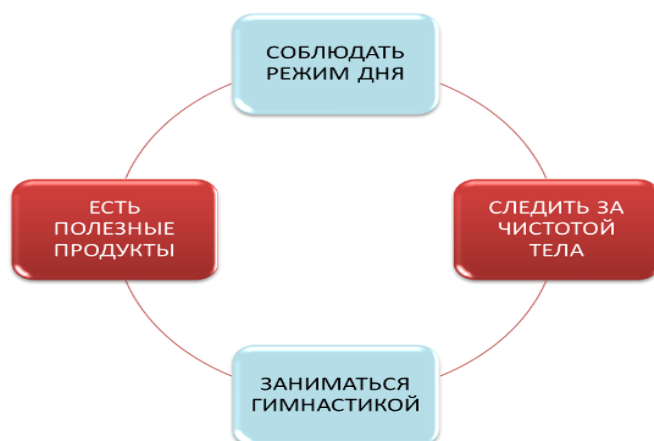 СОБЛЮДАТЬ
РЕЖИМ ДНЯ
ЕСТЬ
ПОЛЕЗНЫЕ
ПРОДУКТЫ
СЛЕДИТЬ ЗА
ЧИСТОТОЙ
ТЕЛА
ЗАНИМАТЬСЯ
ГИМНАСТИКОЙ